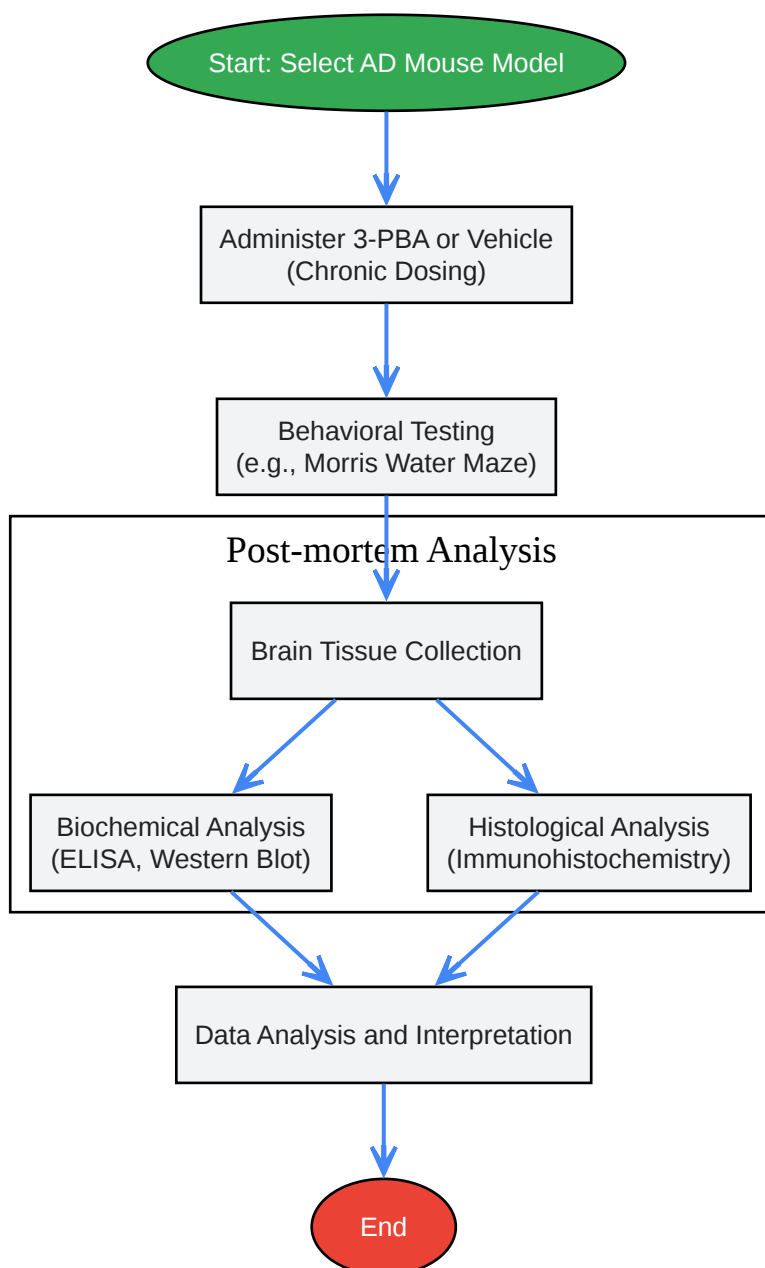 Start: Select AD Mouse Model
Administer 3-PBA or Vehicle
(Chronic Dosing)
Behavioral Testing
(e.g., Morris Water Maze)
Post-mortem Analysis
Brain Tissue Collection
Biochemical Analysis
(ELISA, Western Blot)
Histological Analysis
(Immunohistochemistry)
Data Analysis and Interpretation
End